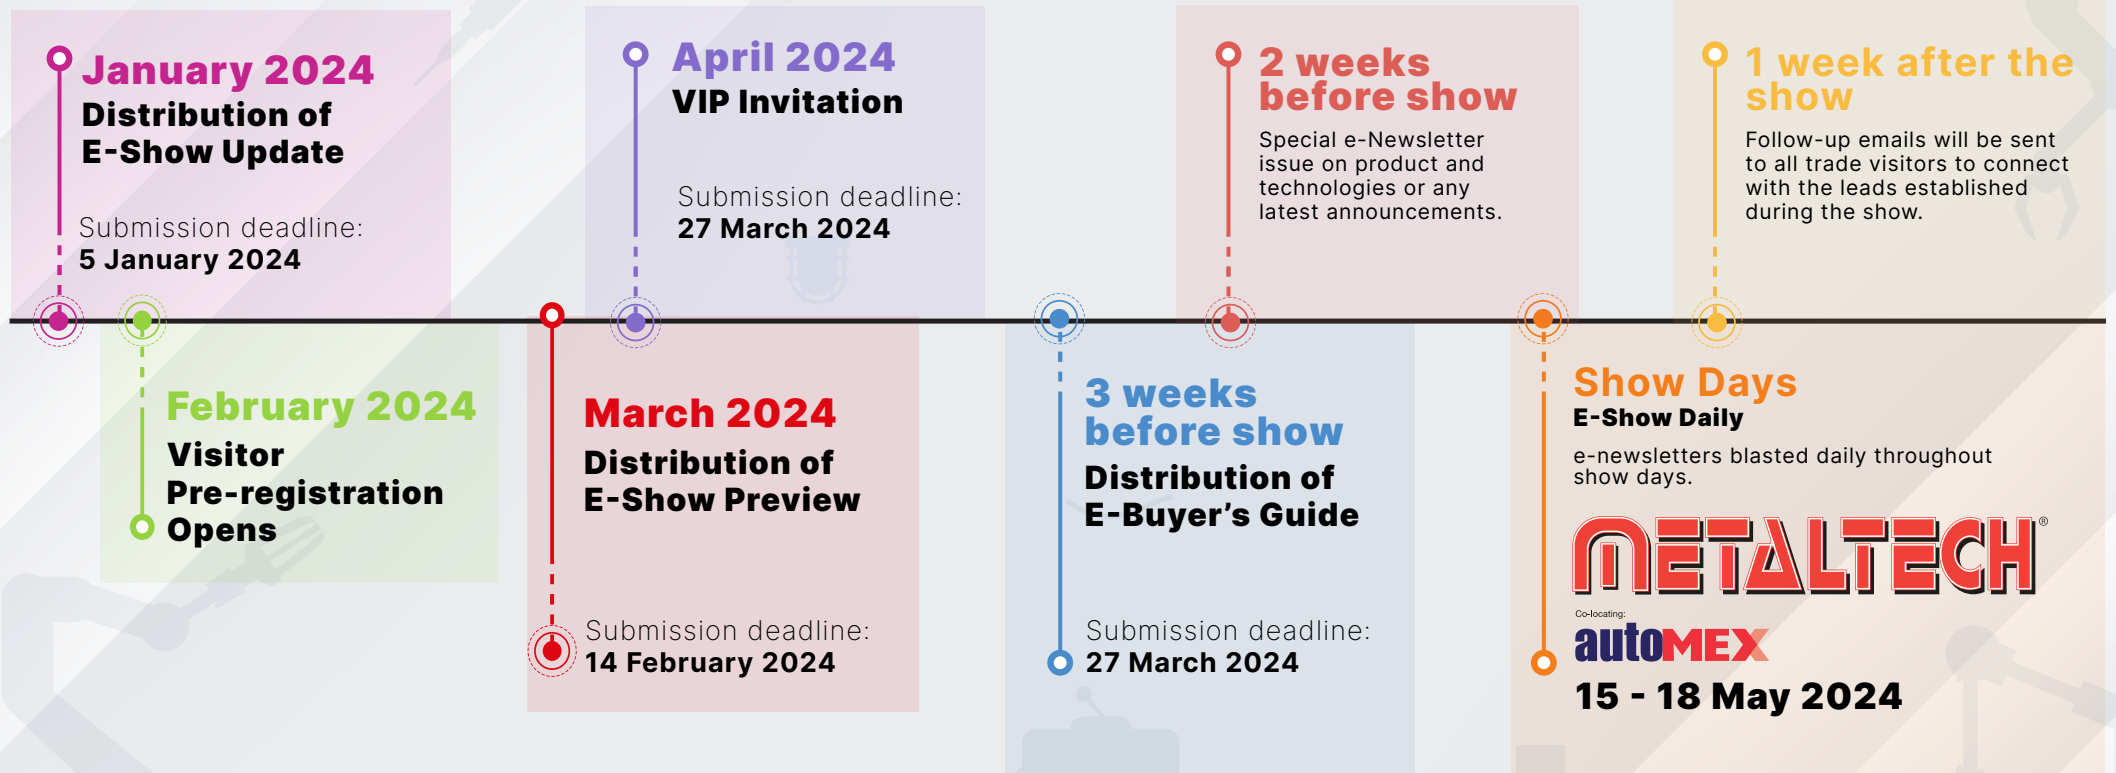 January 2024
Distribution of
E-Show Update
Submission deadline:
5 January 2024
February 2024
Visitor
Pre-registration
Opens
March 2024
Distribution of
E-Show Preview
Submission deadline:
14 February 2024
April 2024
VIP Invitation
Submission deadline:
27 March 2024
3 weeks
before show
Distribution of
E-Buyer’s Guide
Submission deadline:
27 March 2024
2 weeks
before show
Special e-Newsletter
issue on product and
technologies or any
latest announcements.
Show Days
E-Show Daily
e-newsletters blasted daily throughout
show days.
METALTECH®
Co-locating:
autoMEX
15 - 18 May 2024
1 week after the
show
Follow-up emails will be sent
to all trade visitors to connect
with the leads established
during the show.